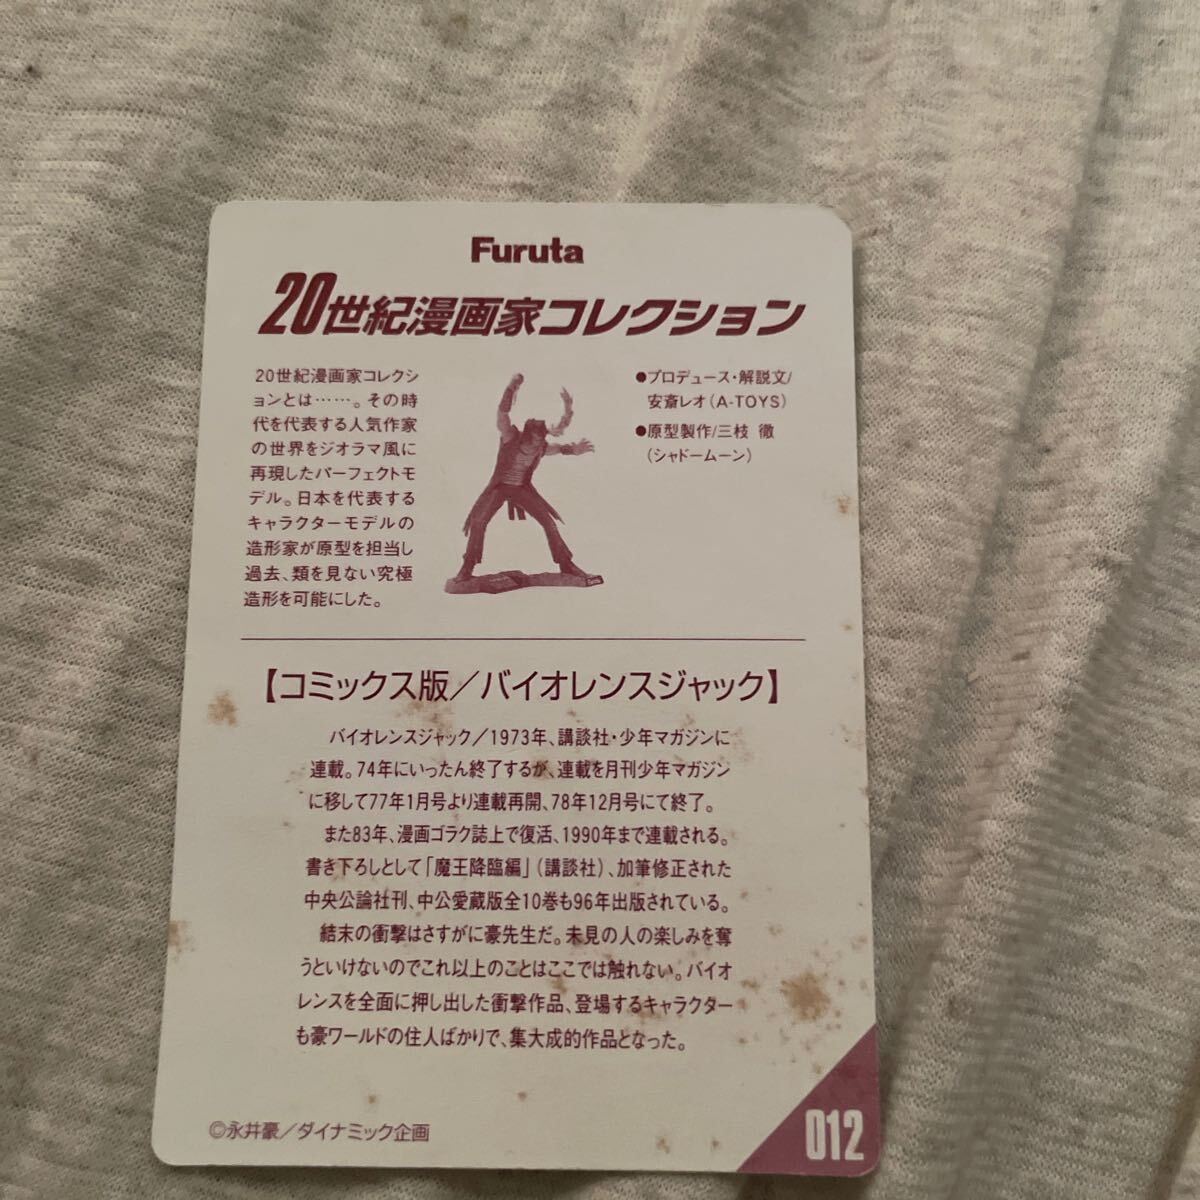 Furuta
20世紀漫画家コレクション
20世紀漫画家コレクシ
ョンとは……。その時
代を代表する人気作家
の世界をジオラマ風に
再現したパーフェクトモ
デル。日本を代表する
キャラクターモデルの
造形家が原型を担当し
過去、類を見ない究極
造形を可能にした。
●プロデュース・解説文/
安斎レオ(A-TOYS)
●原型製作/三枝 徹
(シャドームーン)
【コミックス版／バイオレンスジャック】
バイオレンスジャック／1973年、講談社・少年マガジンに
連載。74年にいったん終了するが、連載を月刊少年マガジン
に移して77年1月号より連載再開、78年12月号にて終了。
また83年、漫画ゴラク誌上で復活、1990年まで連載される。
書き下ろしとして「魔王降臨編」(講談社)、加筆修正された
中央公論社刊、中公愛蔵版全10巻も96年出版されている。
結末の衝撃はさすがに豪先生だ。未見の人の楽しみを奪
うといけないのでこれ以上のことはここでは触れない。バイオ
レンスを全面に押し出した衝撃作品、登場するキャラクター
も豪ワールドの住人ばかりで、集大成的作品となった。
©永井豪／ダイナミック企画
012